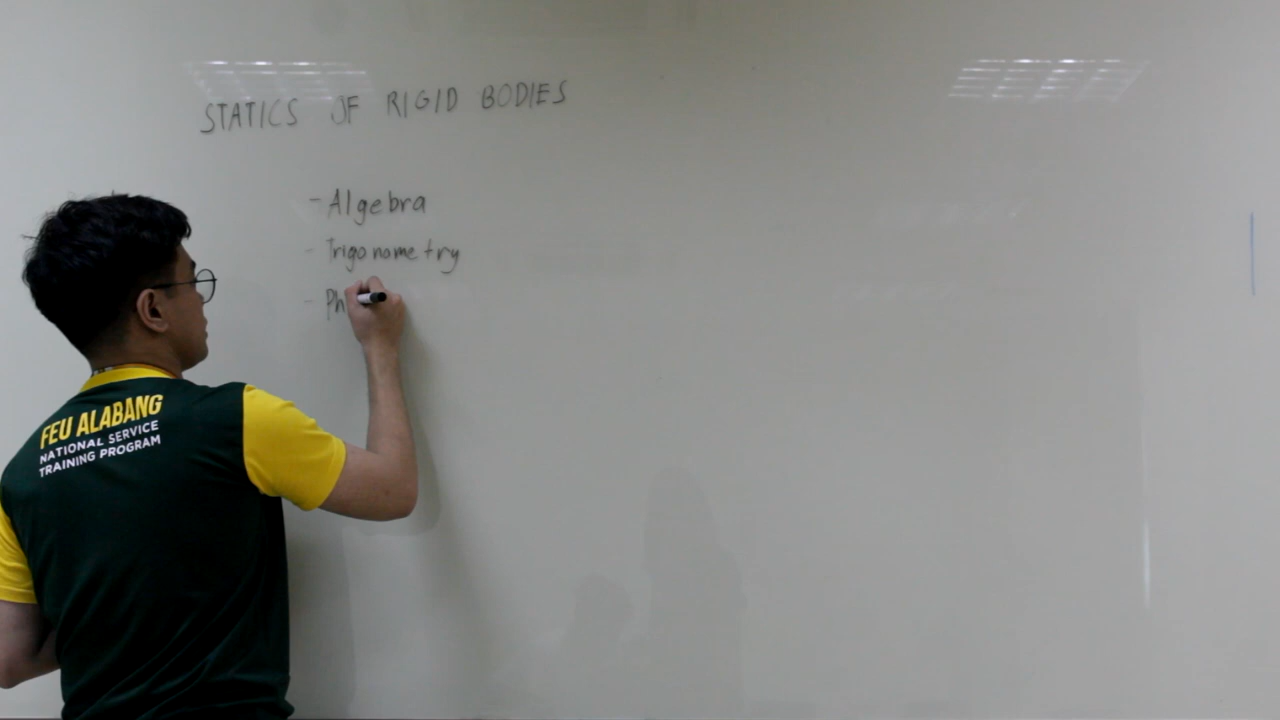 STATICS OF RIGID BODIES
- Algebra
- Trigonometry
- Ph
FEU ALABANG
NATIONAL SERVICE
TRAINING PROGRAM